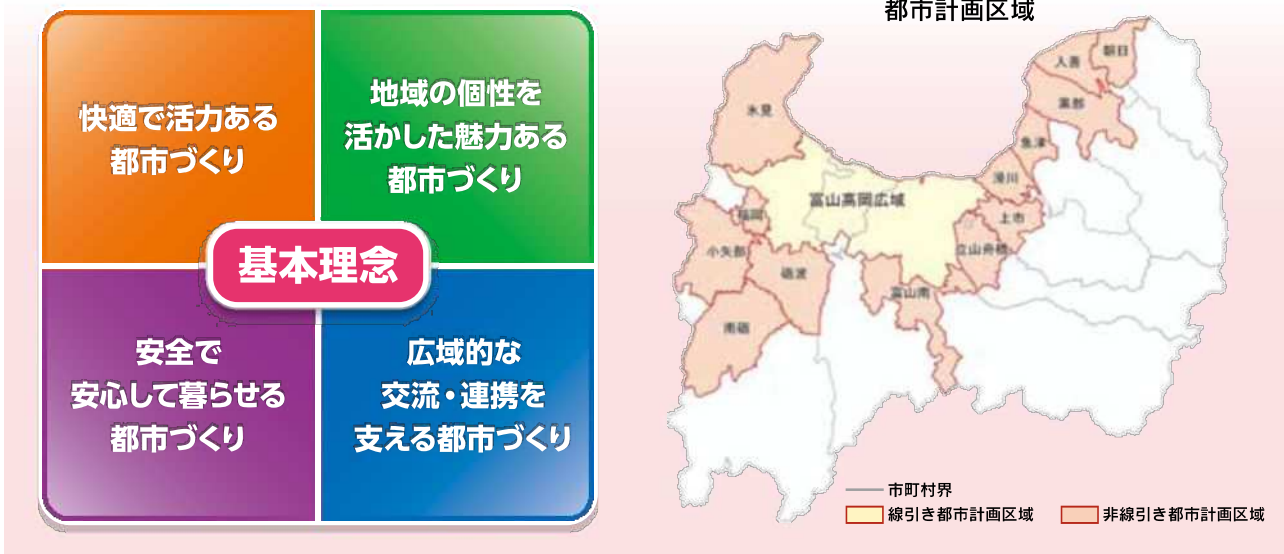 快適で活力ある
都市づくり
地域の個性を
活かした魅力ある
都市づくり
基本理念
安全で
安心して暮らせる
都市づくり
広域的な
交流・連携を
支える都市づくり
都市計画区域
朝日
入善
黒部
氷見
魚津
滑川
富山高岡広域
福岡
上市
小矢部
立山舟橋
砺波
富山南
南砺
市町村界
線引き都市計画区域
非線引き都市計画区域